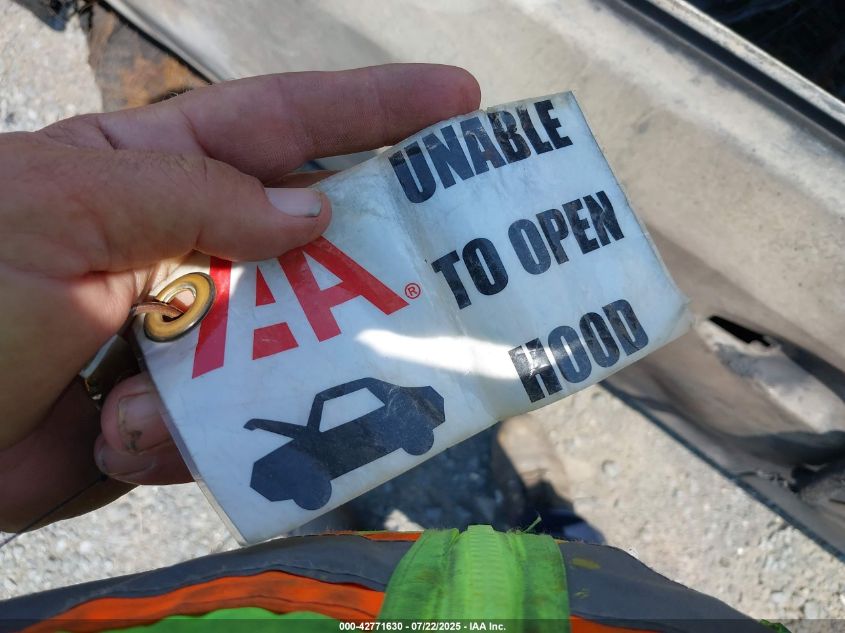 IAA®
UNABLE
TO OPEN
HOOD
000-42771630 - 07/22/2025 - IAA Inc.